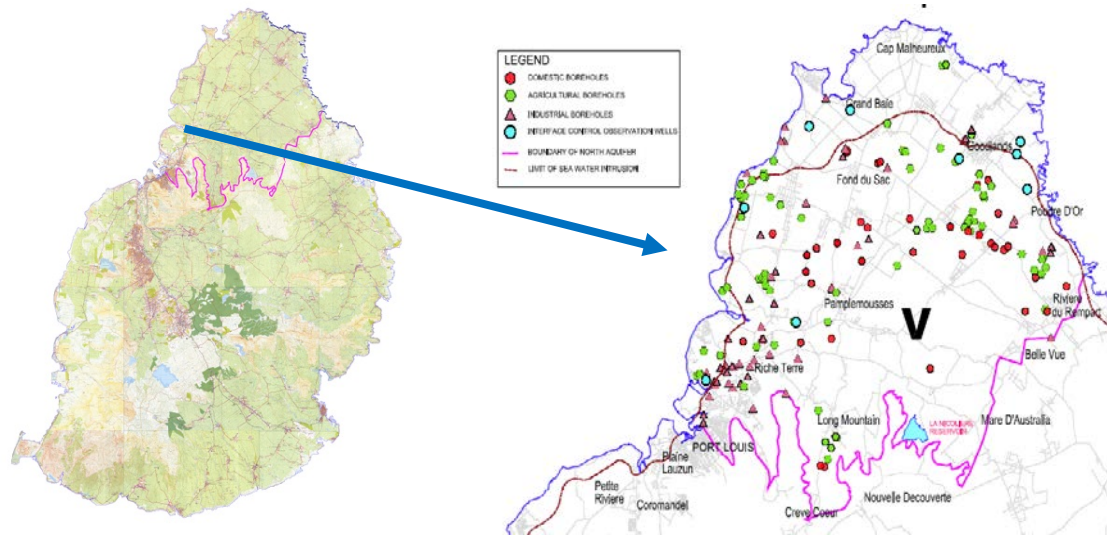 LEGEND
DOMESTIC BOREHOLES
AGRICULTURAL BOREHOLES
INDUSTRIAL BOREHOLES
INTERFACE CONTROL OBSERVATION WELLS
BOUNDARY OF NORTH AQUIFER
LIMIT OF SEA WATER INTRUSION
Cap Malheureux
Grand Baie
Goodlands
Fond du Sac
Poudre D'Or
Pamplemousses
V
Riviere
du Rempart
Belle Vue
Riche Terre
Long Mountain
Mare D'Australia
LA NICOLIERE
RESERVOIR
PORT LOUIS
Plaine
Lauzun
Petite
Riviere
Coromandel
Nouvelle Decouverte
Creve Coeur